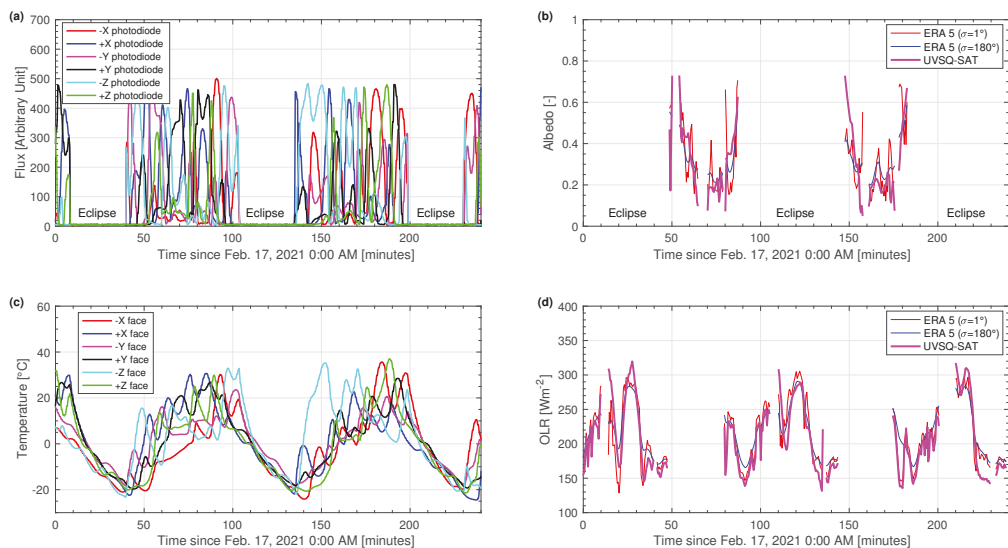 (a)
700
600
500
400
300
200
100
0
Flux [Arbitrary Unit]
-X photodiode
+X photodiode
-Y photodiode
+Y photodiode
-Z photodiode
+Z photodiode
Eclipse
Eclipse
Eclipse
0 50 100 150 200
Time since Feb. 17, 2021 0:00 AM [minutes]
(b)
1
0.8
0.6
0.4
0.2
0
Albedo [-]
ERA 5 (σ=1°)
ERA 5 (σ=180°)
UVSQ-SAT
Eclipse
Eclipse
Eclipse
0 50 100 150 200
Time since Feb. 17, 2021 0:00 AM [minutes]
(c)
60
40
20
0
-20
Temperature [°C]
-X face
+X face
-Y face
+Y face
-Z face
+Z face
0 50 100 150 200
Time since Feb. 17, 2021 0:00 AM [minutes]
(d)
400
350
300
250
200
150
100
OLR [Wm-2]
ERA 5 (σ=1°)
ERA 5 (σ=180°)
UVSQ-SAT
0 50 100 150 200
Time since Feb. 17, 2021 0:00 AM [minutes]